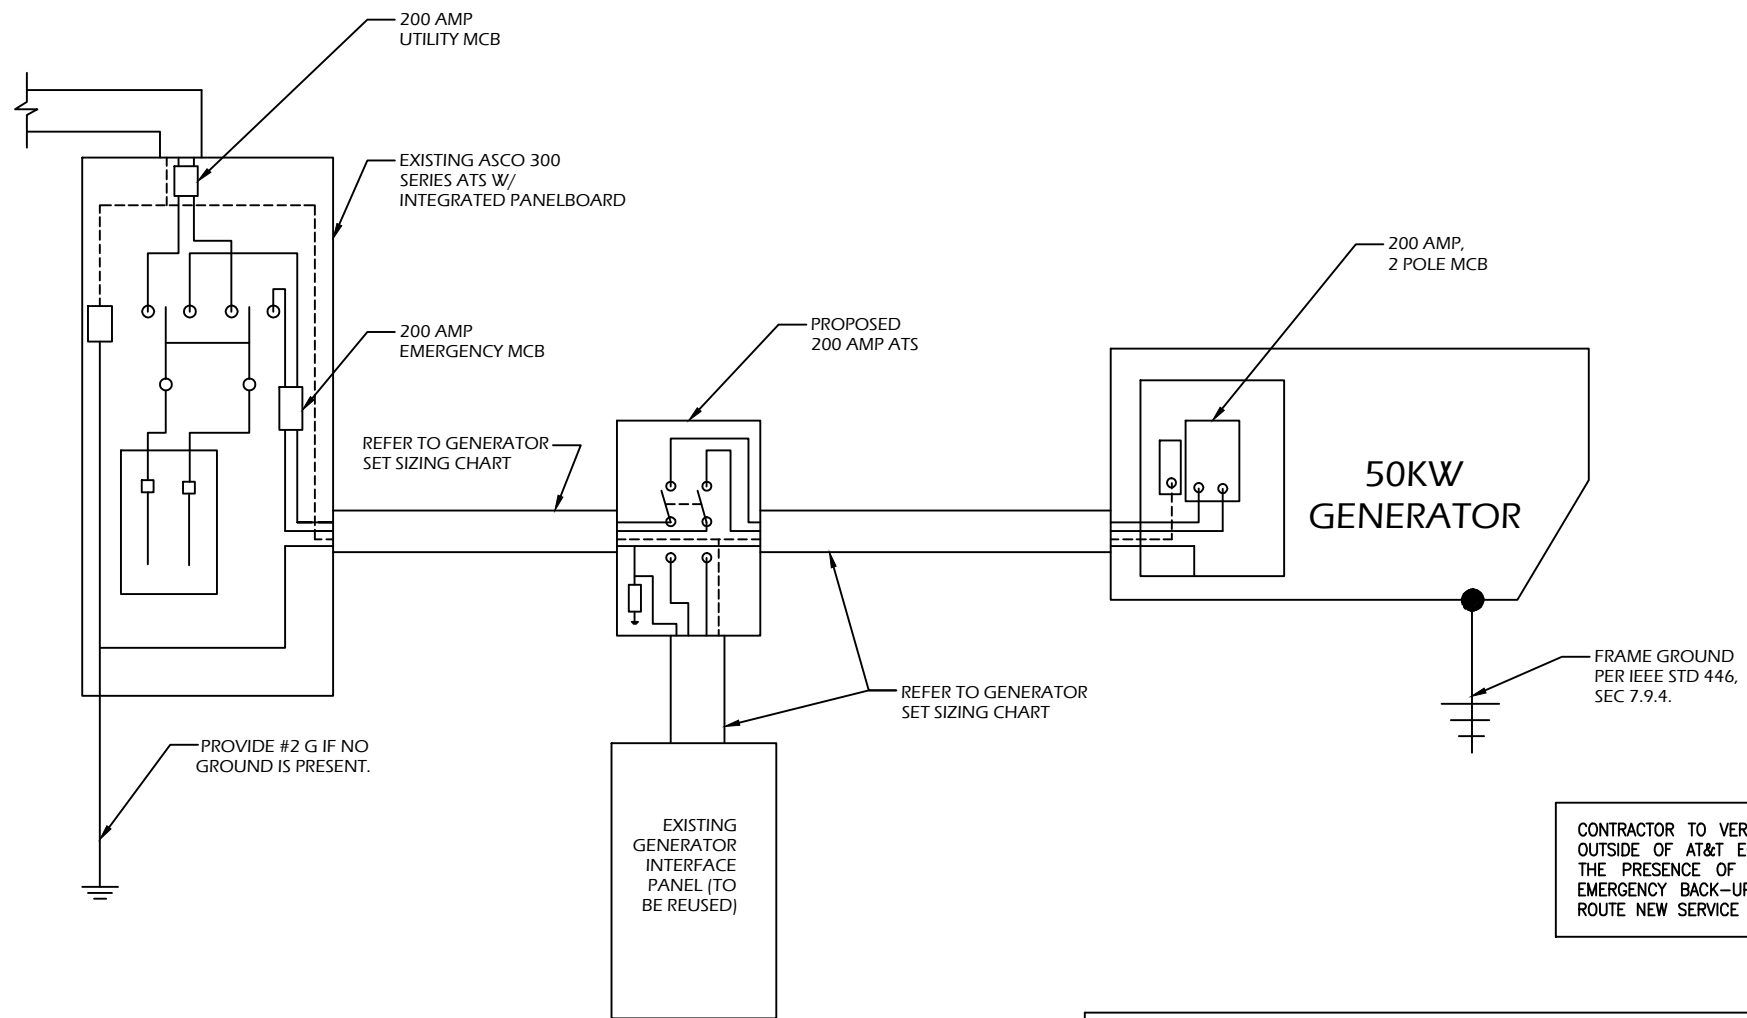 200 AMP
UTILITY MCB
EXISTING ASCO 300
SERIES ATS W/
INTEGRATED PANELBOARD
200 AMP
EMERGENCY MCB
REFER TO GENERATOR
SET SIZING CHART
PROPOSED
200 AMP ATS
200 AMP,
2 POLE MCB
50KW
GENERATOR
FRAME GROUND
PER IEEE STD 446,
SEC 7.9.4.
REFER TO GENERATOR
SET SIZING CHART
PROVIDE #2 G IF NO
GROUND IS PRESENT.
EXISTING
GENERATOR
INTERFACE
PANEL (TO
BE REUSED)
CONTRACTOR TO
OUTSIDE OF AT&T
THE PRESENCE OF
EMERGENCY
ROUTE NEW SERVICE